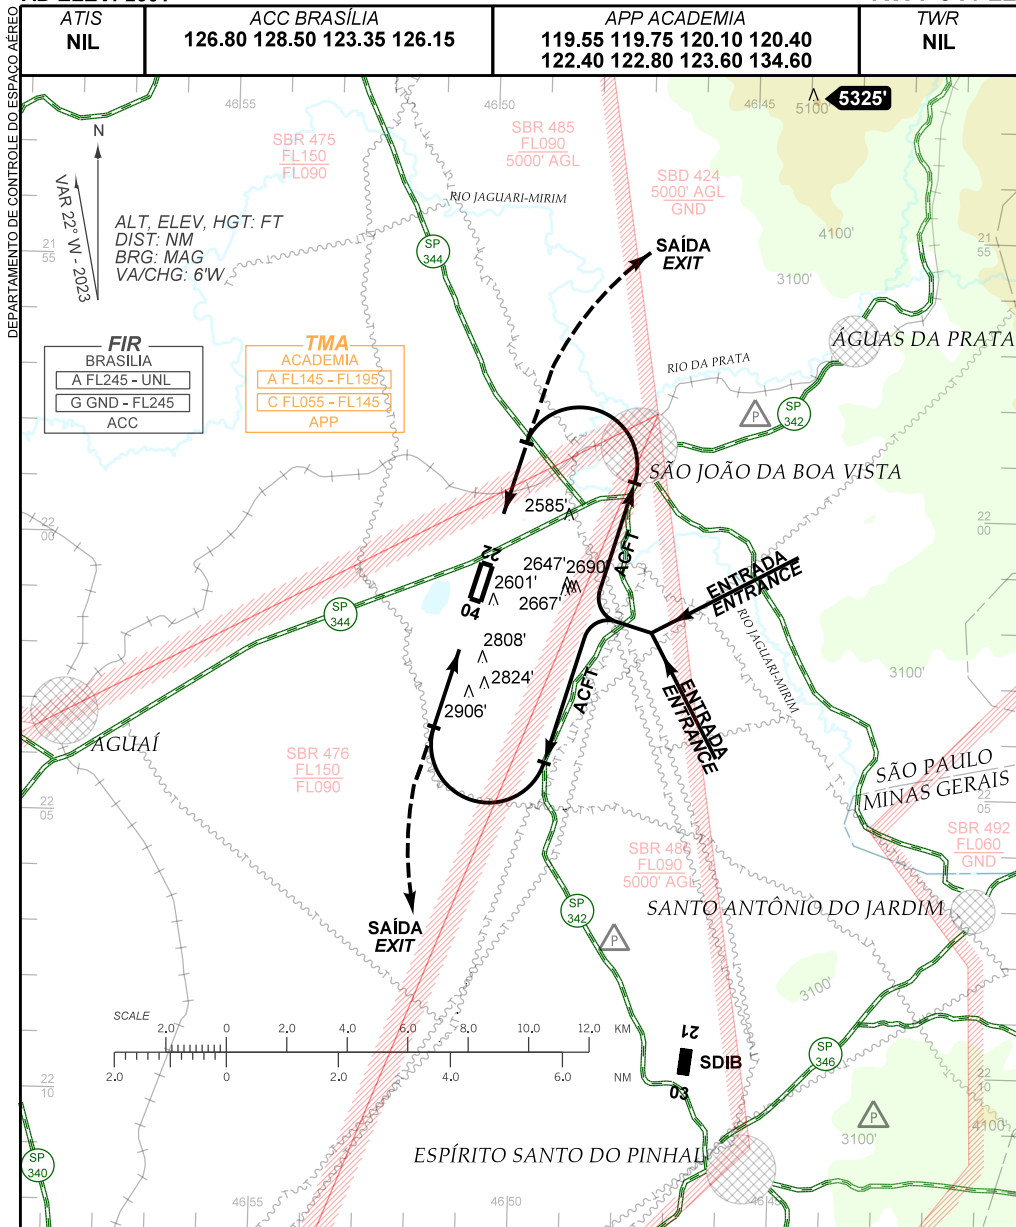 DEPARTAMENTO DE CONTROLE DO ESPAÇO AÉREO
ATIS
NIL
ACC BRASÍLIA
126.80 128.50 123.35 126.15
APP ACADEMIA
119.55 119.75 120.10 120.40
122.40 122.80 123.60 134.60
TWR
NIL
46 55
46 50
46 45
5100'
5325'
N
VAR 22° W - 2023
ALT, ELEV, HGT: FT
DIST: NM
BRG: MAG
VA/CHG: 6'W
SBR 475
FL150
FL090
SBR 485
FL090
5000' AGL
SBD 424
5000' AGL
GND
RIO JAGUARI-MIRIM
4100'
21 55
21 55
SP 344
SAÍDA
EXIT
3100'
FIR
BRASILIA
A FL245 - UNL
G GND - FL245
ACC
TMA
ACADEMIA
A FL145 - FL195
C FL055 - FL145
APP
ÁGUAS DA PRATA
RIO DA PRATA
P
SP 342
SÃO JOÃO DA BOA VISTA
2585'
22 00
22 00
22
04
2601'
2647'
2690'
2667'
ACFT
ENTRADA
ENTRANCE
SP 344
RIO JAGUARI-MIRIM
2808'
2824'
2906'
ACFT
ENTRADA
ENTRANCE
3100'
AGUAÍ
SBR 476
FL150
FL090
SÃO PAULO
MINAS GERAIS
22 05
22 05
SBR 486
FL090
5000' AGL
SBR 492
FL060
GND
SP 342
SANTO ANTÔNIO DO JARDIM
SAÍDA
EXIT
P
3100'
SCALE
2.0 0 2.0 4.0 6.0 8.0 10.0 12.0 KM
2.0 0 2.0 4.0 6.0 NM
21
SDIB
03
SP 346
22 10
22 10
P
3100'
4100'
ESPÍRITO SANTO DO PINHAL
SP 340
46 55
46 50
46 45